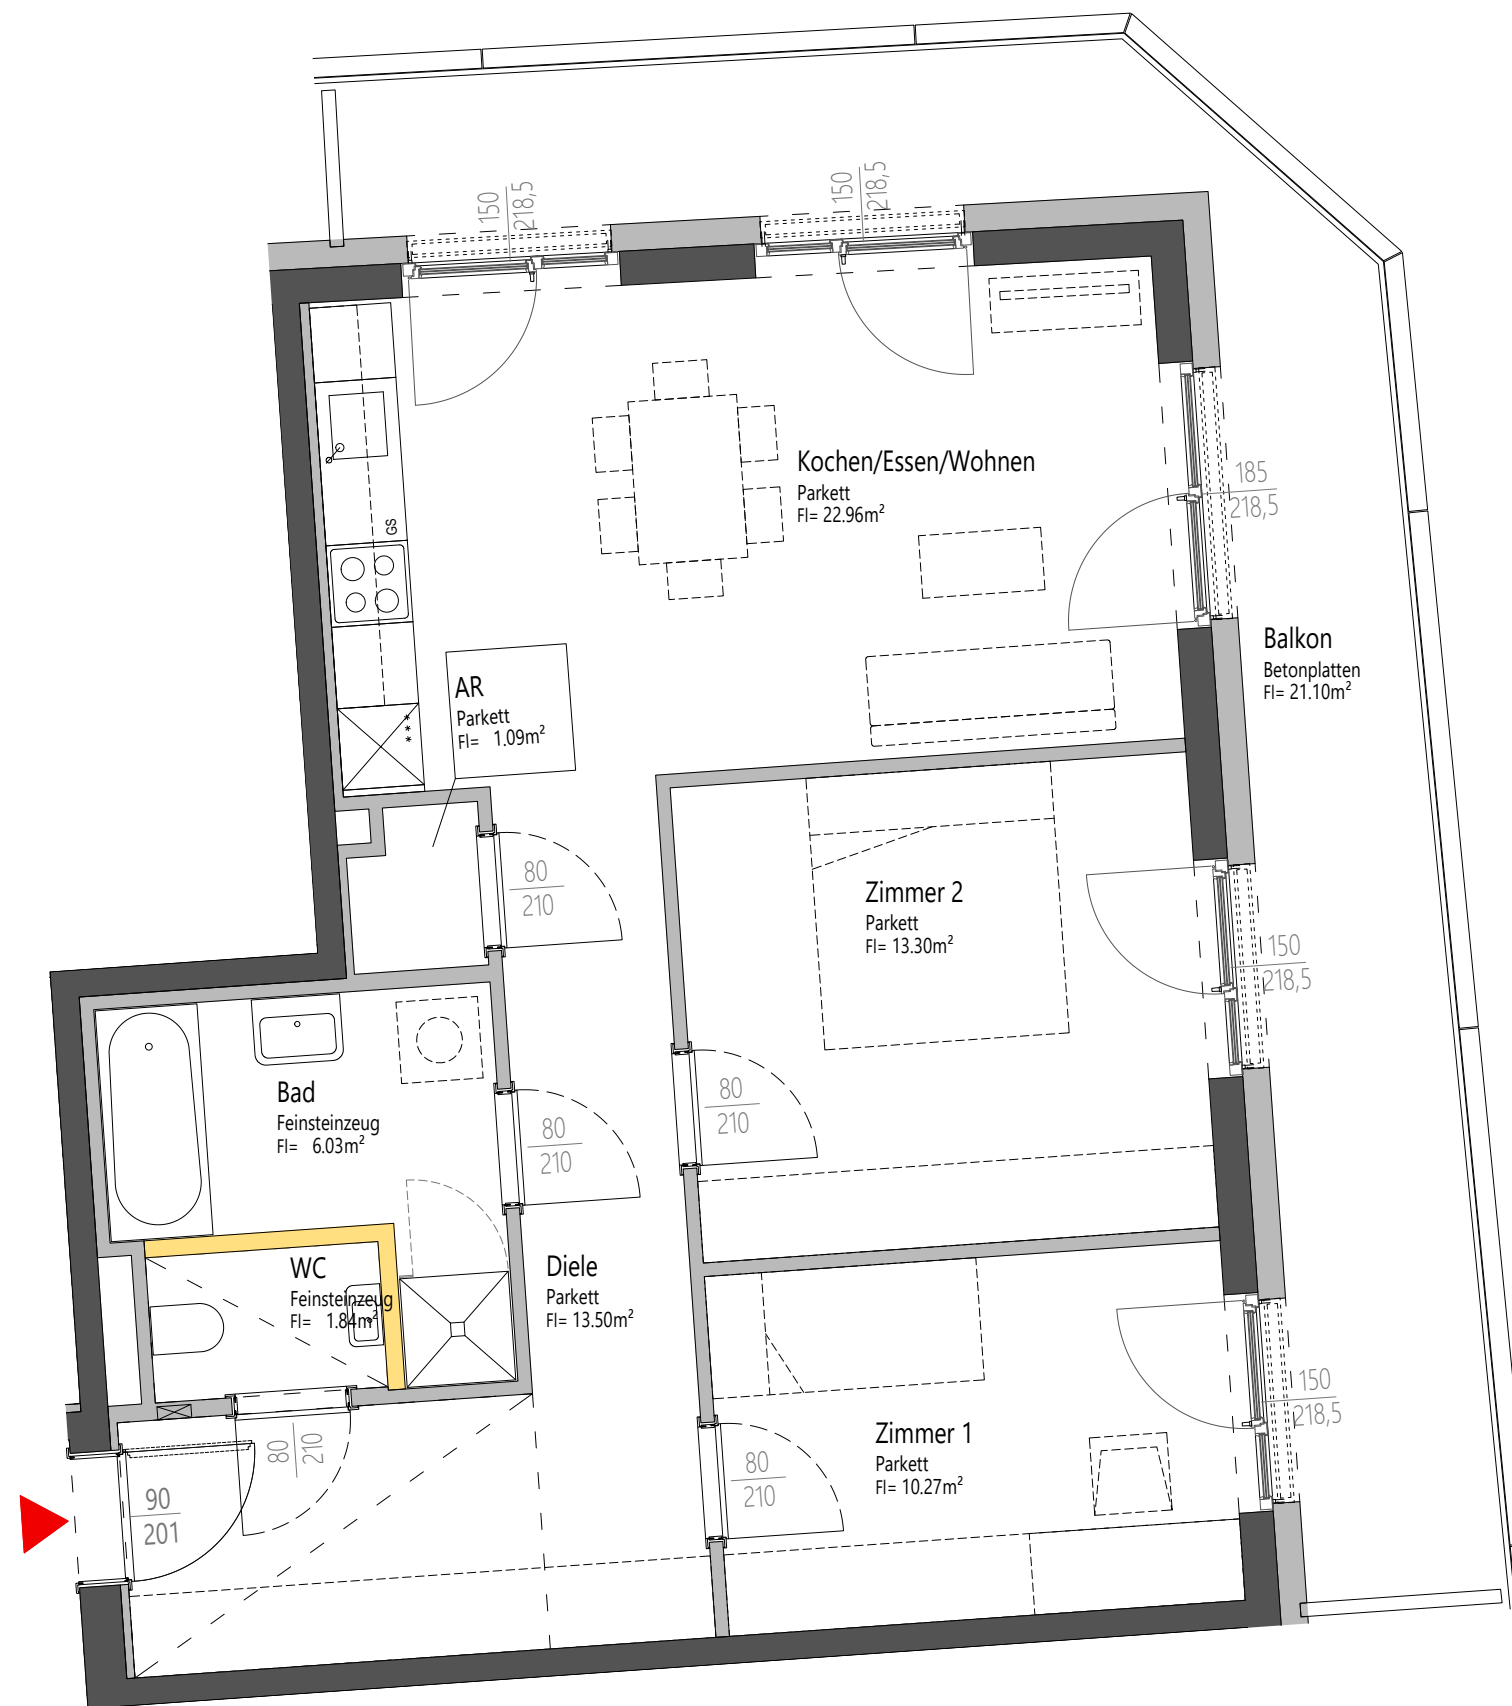 150
218,5
150
218,5
Kochen/Essen/Wohnen
Parkett
Fl= 22.96m²
185
218,5
GS
Balkon
Betonplatten
Fl= 21.10m²
AR
Parkett
Fl= 1.09m²
***
80
210
Zimmer 2
Parkett
Fl= 13.30m²
150
218,5
Bad
Feinsteinzeug
Fl= 6.03m²
80
210
80
210
WC
Feinsteinzeug
Fl= 1.84m²
Diele
Parkett
Fl= 13.50m²
150
218,5
Zimmer 1
Parkett
Fl= 10.27m²
80
210
80
210
90
201